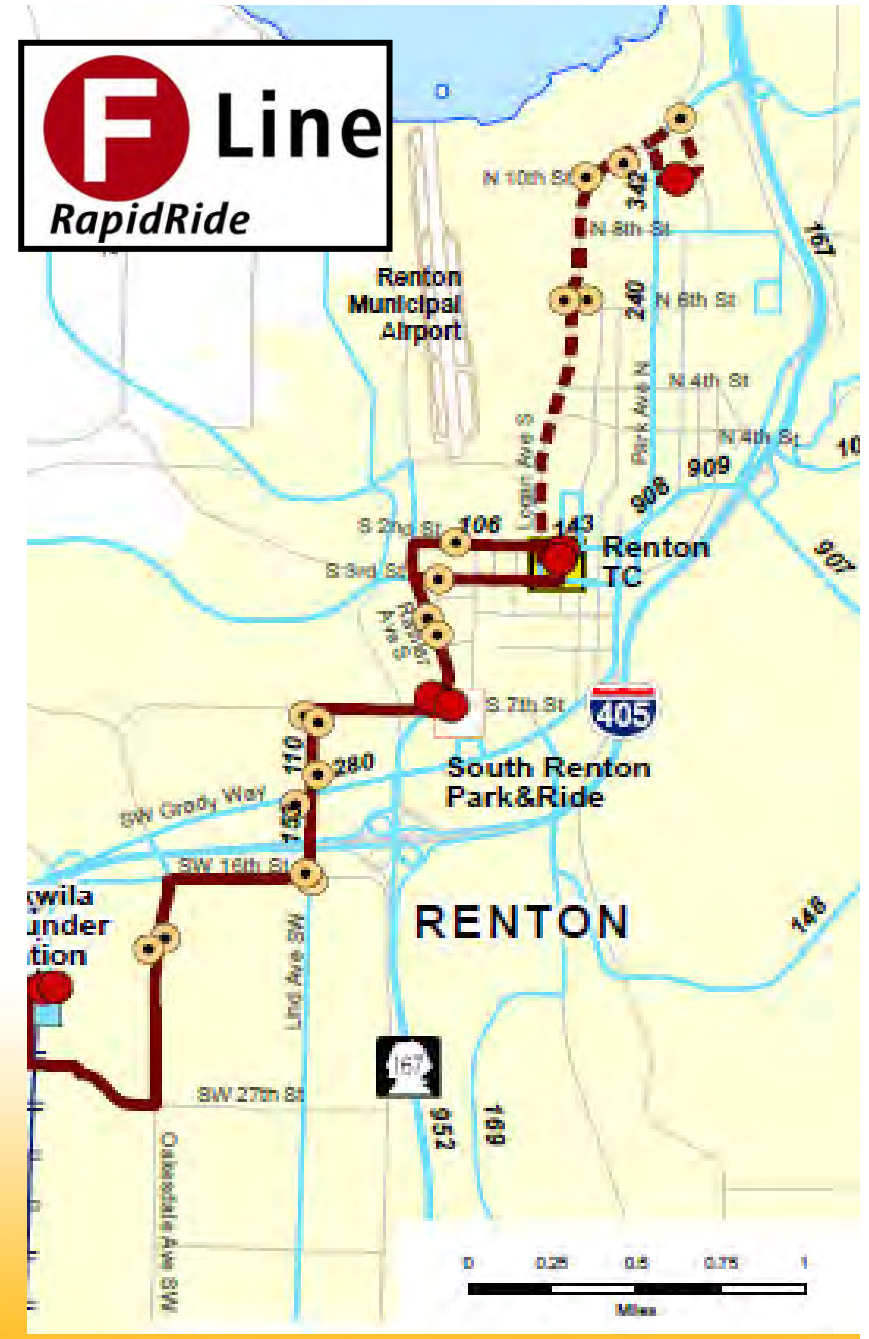 F Line
RapidRide
N 10th St
342
N 8th St
167
Renton
Municipal
Airport
240
N 6th St
N 4th St
Park Ave N
N 4th St
10
Logan Ave S
909
908
S 2nd St
106
143
Renton
TC
907
S 3rd St
Rainier
Ave S
S 7th St
405
110
280
South Renton
Park&Ride
SW Grady Way
153
SW 16th St
kwila
under
tion
RENTON
148
Lind Ave SW
167
SW 27th St
952
169
Oakesdale Ave SW
0
0.25
0.5
0.75
1
Miles